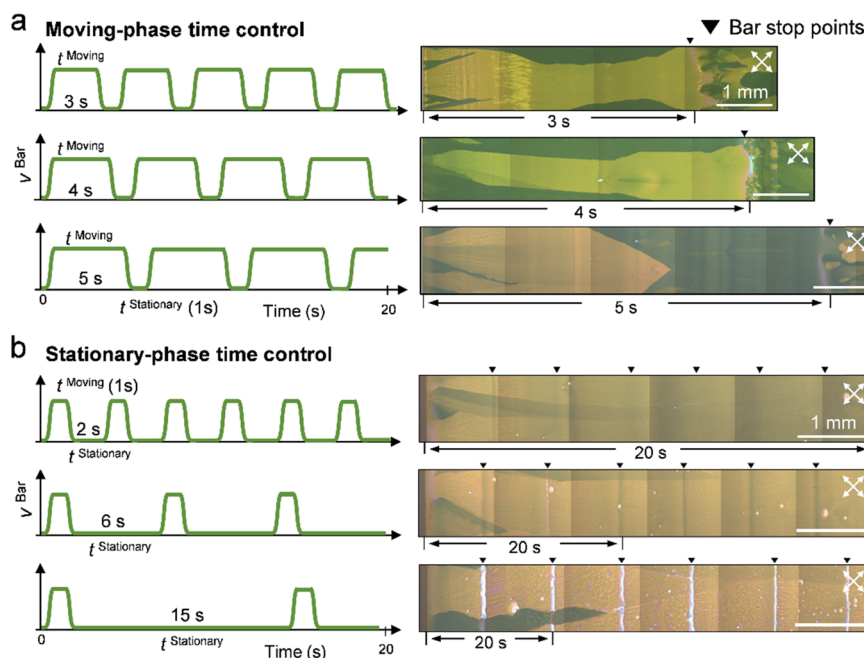 a Moving-phase time control
▼ Bar stop points
t Moving
3 s
1 mm
3 s
t Moving
4 s
4 s
t Moving
5 s
5 s
v Bar
0
t Stationary (1s)
Time (s)
20
b Stationary-phase time control
t Moving (1s)
2 s
t Stationary
1 mm
20 s
6 s
t Stationary
20 s
v Bar
15 s
t Stationary
20 s
0
Time (s)
20